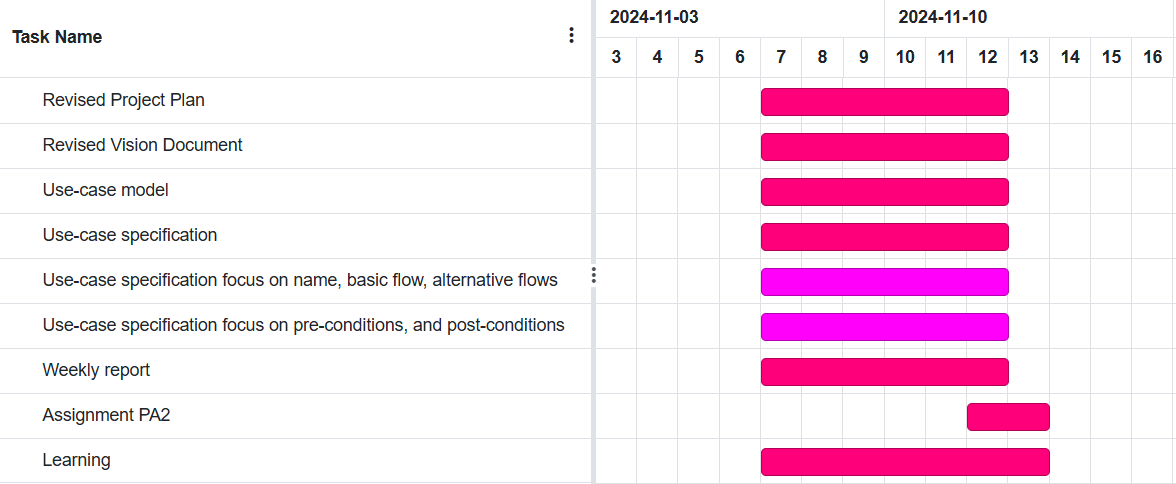 Task Name
2024-11-03 2024-11-10
3 4 5 6 7 8 9 10 11 12 13 14 15 16
Revised Project Plan
Revised Vision Document
Use-case model
Use-case specification
Use-case specification focus on name, basic flow, alternative flows
Use-case specification focus on pre-conditions, and post-conditions
Weekly report
Assignment PA2
Learning